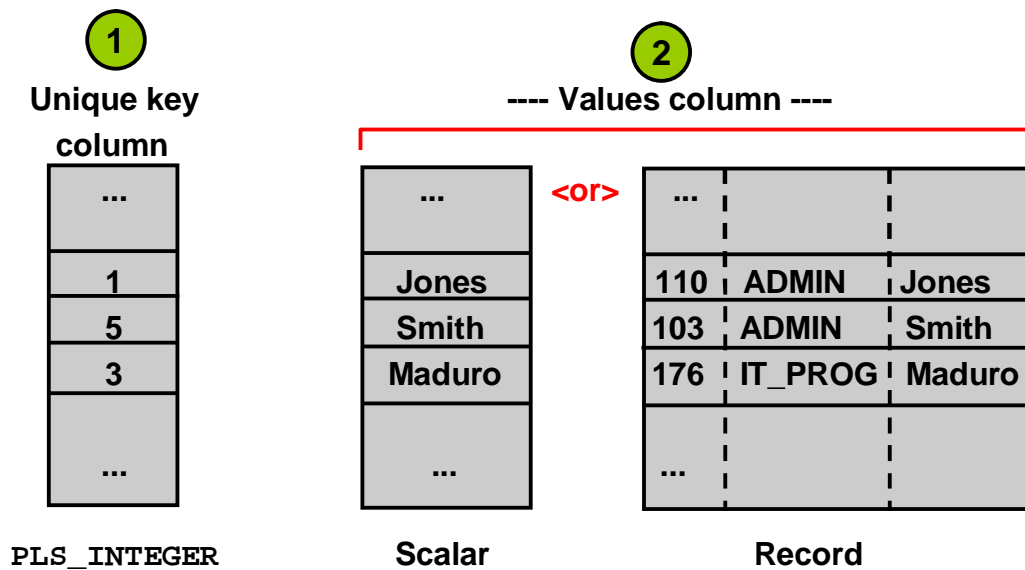 1
Unique key
column
2
---- Values column ----
<or>
... ... ...
1 Jones 110 ADMIN Jones
5 Smith 103 ADMIN Smith
3 Maduro 176 IT_PROG Maduro
... ... ...
PLS_INTEGER Scalar Record